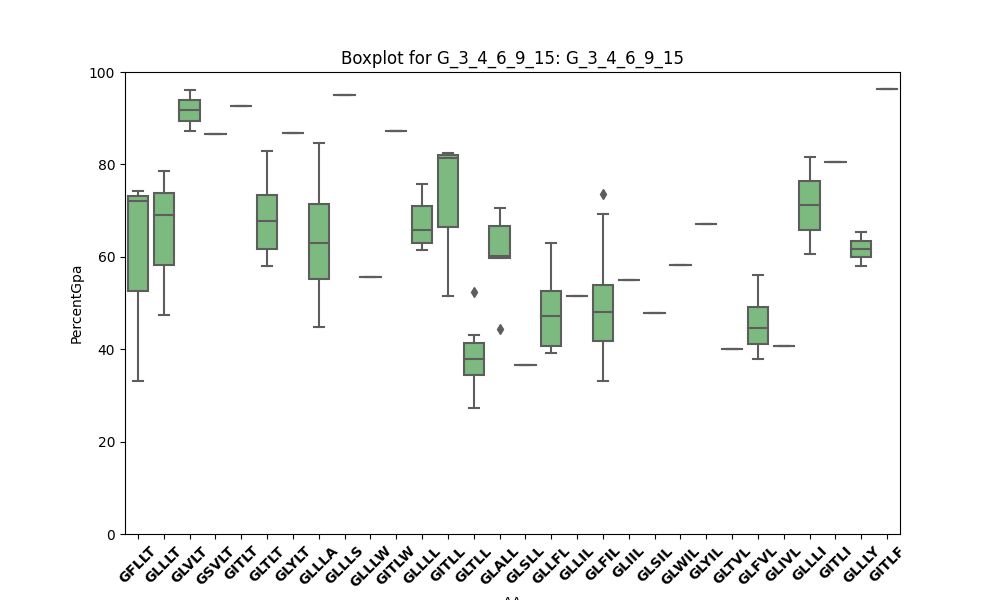 Boxplot for G_3_4_6_9_15: G_3_4_6_9_15
PercentGpa
100
80
60
40
20
0
GFLLT
GLLLT
GLVLT
GSVLT
GITLT
GLTLT
GLYLT
GLLLA
GLLLS
GLLLW
GITLW
GLLLL
GITLL
GLTLL
GLALL
GLSLL
GLLFL
GLLIL
GLFIL
GLIIL
GLSIL
GLWIL
GLYIL
GLTVL
GLFVL
GLIVL
GLLLI
GITLI
GLLLY
GITLF